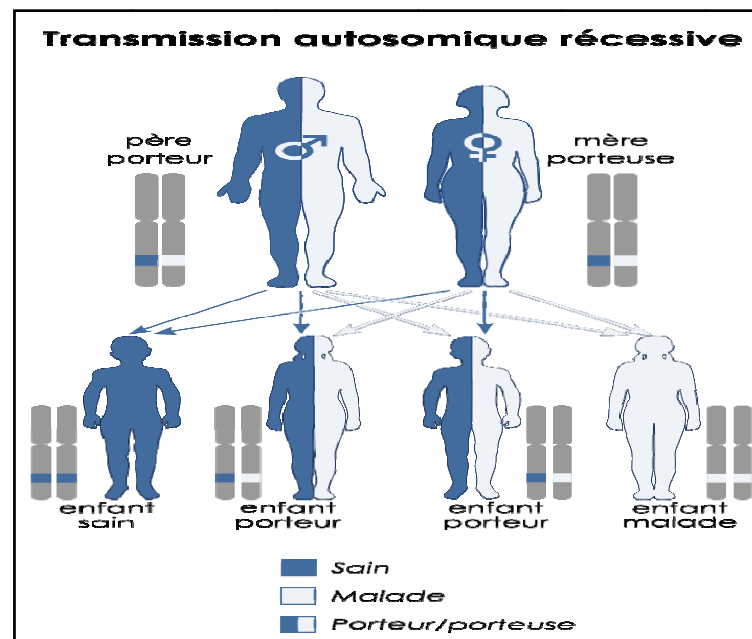 Transmission autosomique récessive
père
porteur
mère
porteuse
enfant
sain
enfant
porteur
enfant
porteur
enfant
malade
Sain
Malade
Porteur/porteuse